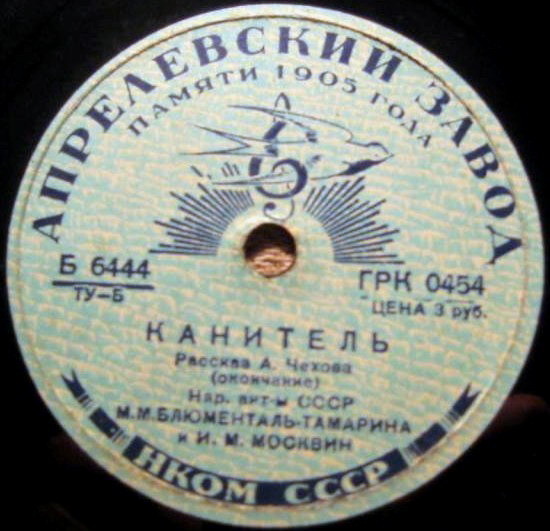 АПРЕЛЕВСКИЙ ЗАВОД
ПАМЯТИ 1905 ГОДА
Б 6444
ТУ-Б
ГРК 0454
ЦЕНА 3 руб.
КАНИТЕЛЬ
Рассказ А. Чехова
(окончание)
Нар. арт-ы СССР
М.М.БЛЮМЕНТАЛЬ-ТАМАРИНА
и И. М. МОСКВИН
НКОМ СССР